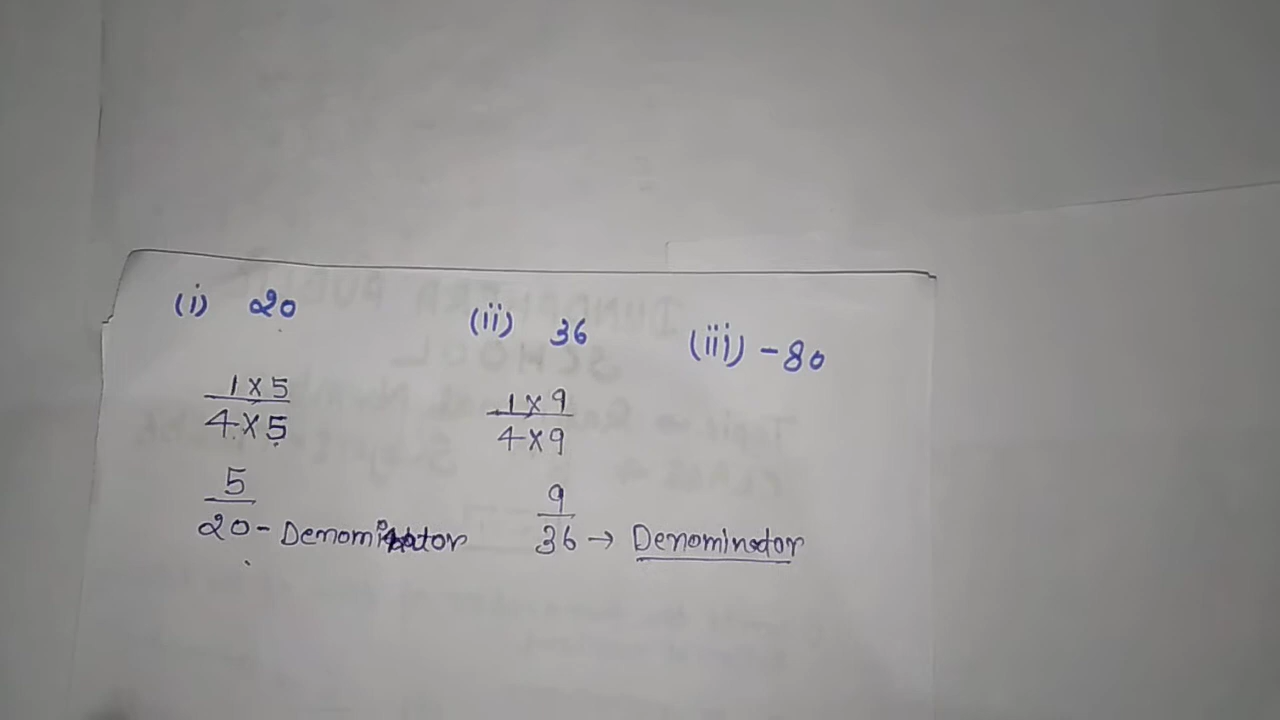 (i) 20
(ii) 36
(iii) -80
1 x 5
4 x 5
5
20 - Denominator
1 x 9
4 x 9
9
36 → Denominator